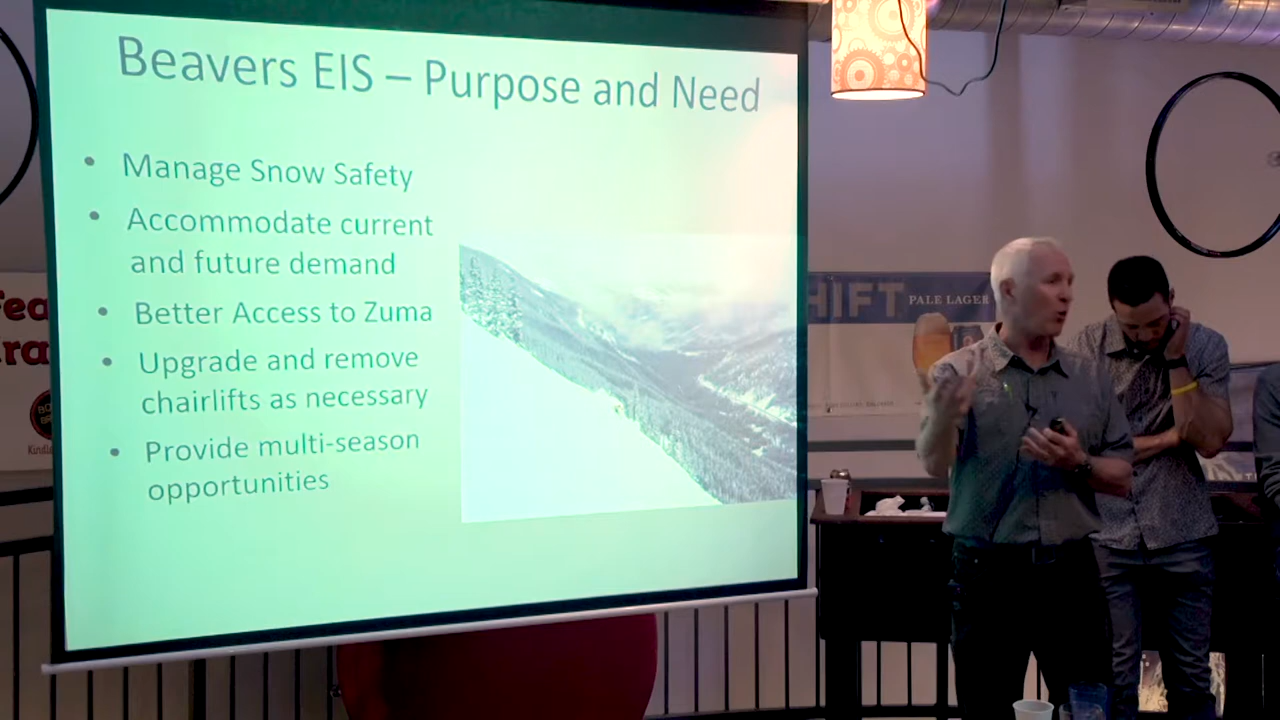 Beavers EIS – Purpose and Need
• Manage Snow Safety
• Accommodate current
and future demand
• Better Access to Zuma
• Upgrade and remove
chairlifts as necessary
• Provide multi-season
opportunities
HIFT PALE LAGER